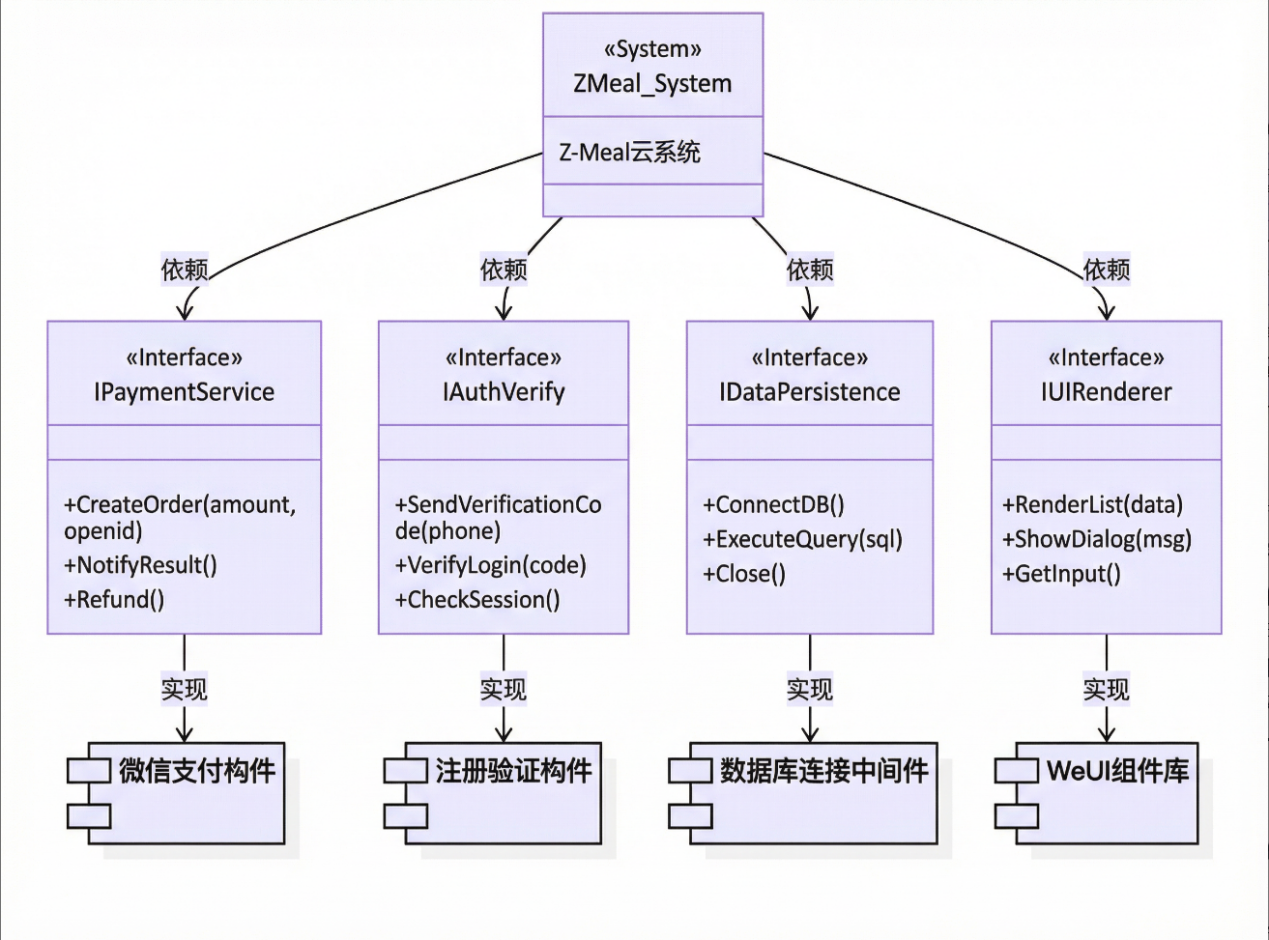 «System»
ZMeal_System
Z-Meal云系统
依赖
依赖
依赖
依赖
«Interface»
IPaymentService
+CreateOrder(amount,
openid)
+NotifyResult()
+Refund()
«Interface»
IAuthVerify
+SendVerificationCo
de(phone)
+VerifyLogin(code)
+CheckSession()
«Interface»
IDataPersistence
+ConnectDB()
+ExecuteQuery(sql)
+Close()
«Interface»
IUIRenderer
+RenderList(data)
+ShowDialog(msg)
+GetInput()
实现
实现
实现
实现
微信支付构件
注册验证构件
数据库连接中间件
WeUI组件库